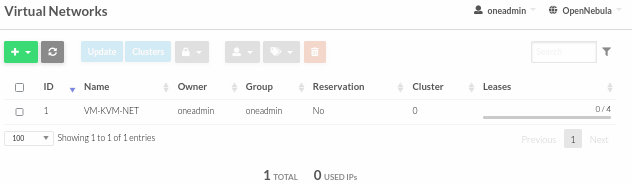 Virtual Networks
oneadmin OpenNebula
Update Clusters Search
ID Name Owner Group Reservation Cluster Leases
1 VM-KVM-NET oneadmin oneadmin No 0 0 / 4
100 Showing 1 to 1 of 1 entries Previous 1 Next
1 TOTAL 0 USED IPs